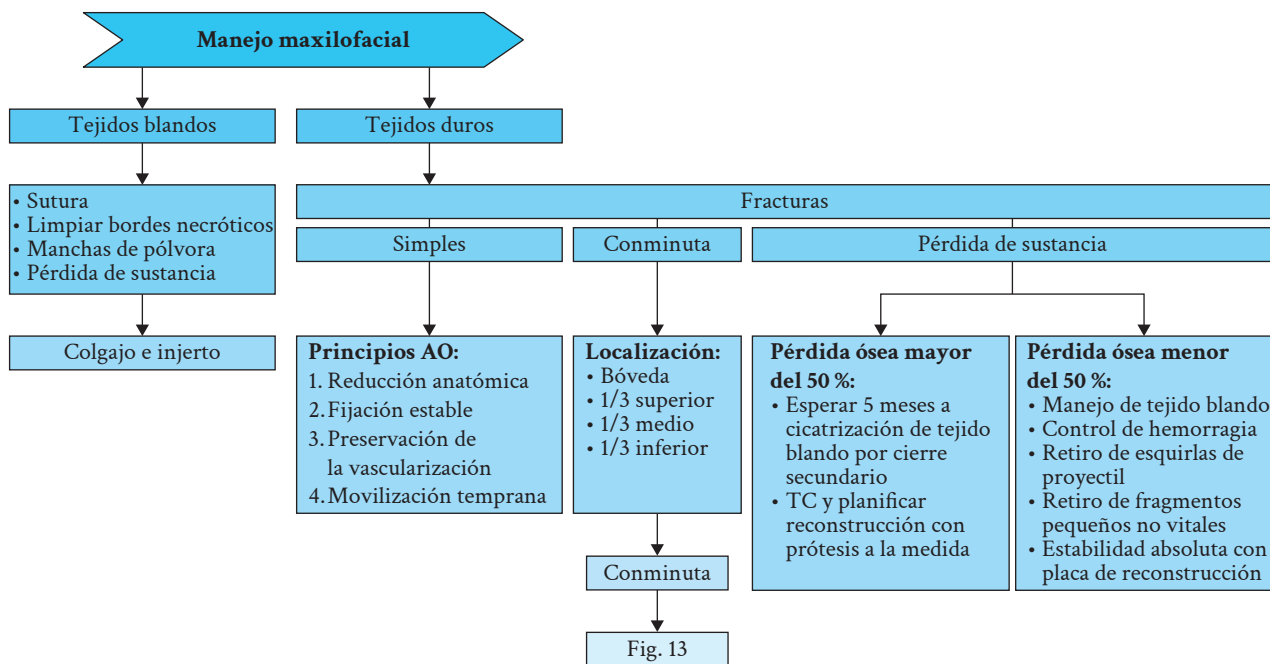 Manejo maxilofacial
Tejidos blandos
Tejidos duros
• Sutura
• Limpiar bordes necróticos
• Manchas de pólvora
• Pérdida de sustancia
Colgajo e injerto
Fracturas
Simples
Conminuta
Pérdida de sustancia
Principios AO:
1. Reducción anatómica
2. Fijación estable
3. Preservación de
la vascularización
4. Movilización temprana
Localización:
• Bóveda
• 1/3 superior
• 1/3 medio
• 1/3 inferior
Conminuta
Fig. 13
Pérdida ósea mayor
del 50 %:
• Esperar 5 meses a
cicatrización de tejido
blando por cierre
secundario
• TC y planificar
reconstrucción con
prótesis a la medida
Pérdida ósea menor
del 50 %:
• Manejo de tejido blando
• Control de hemorragia
• Retiro de esquirlas de
proyectil
• Retiro de fragmentos
pequeños no vitales
• Estabilidad absoluta con
placa de reconstrucción